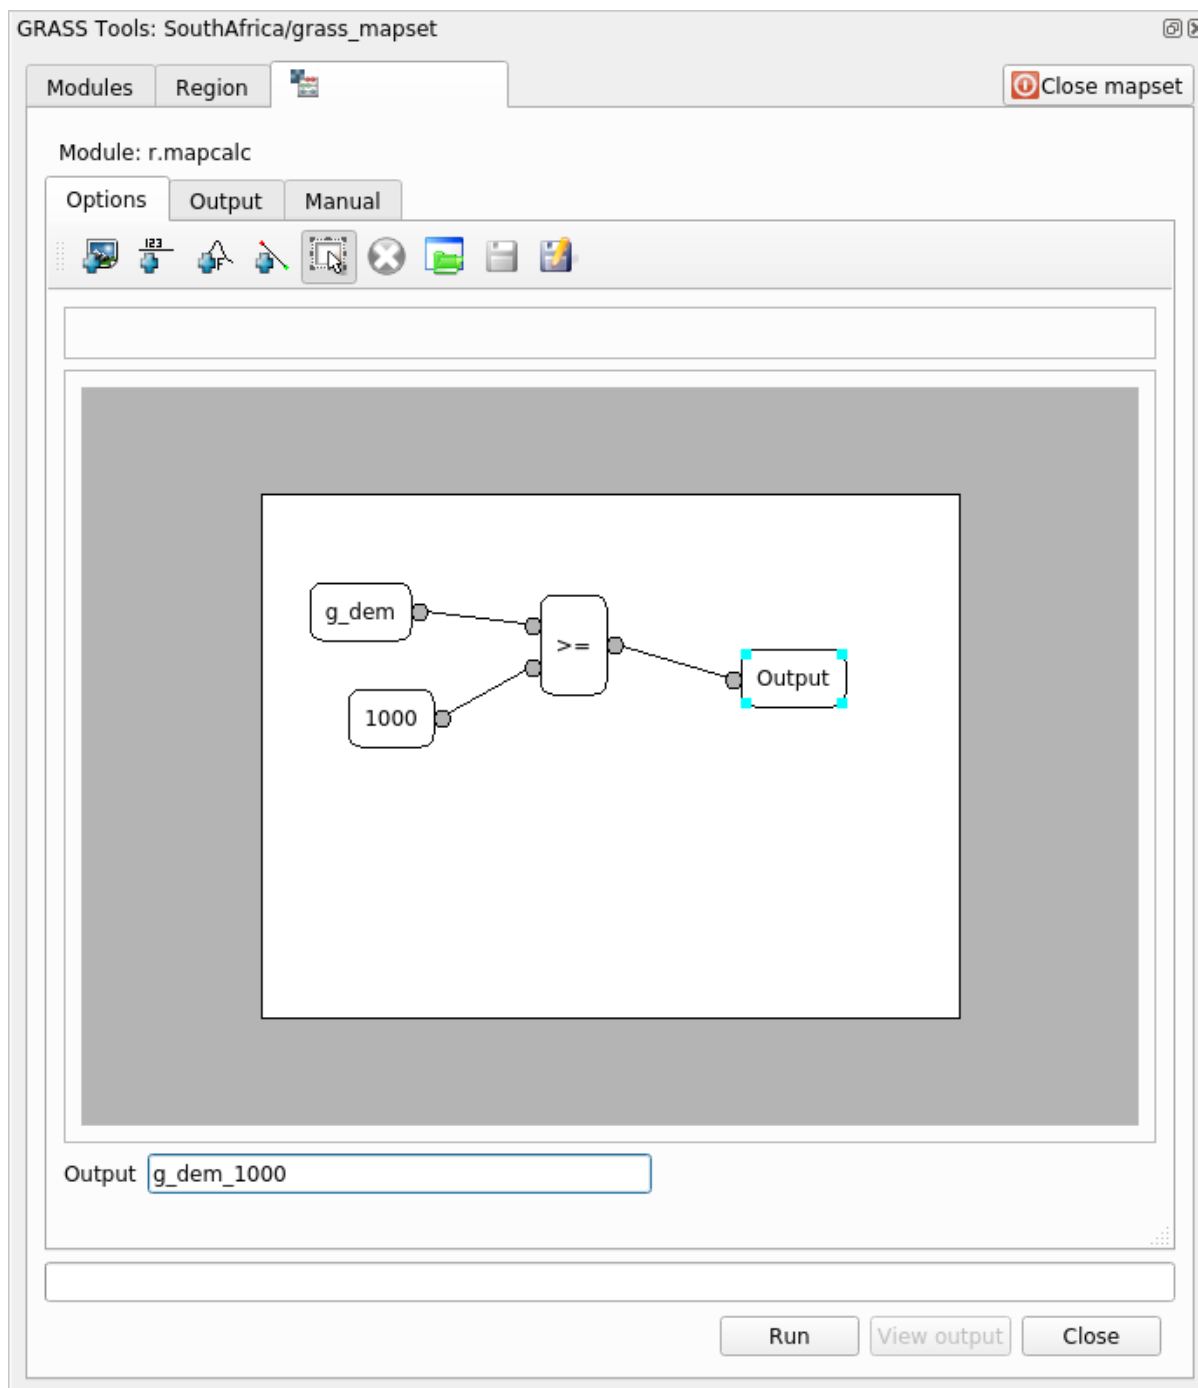 GRASS Tools: SouthAfrica/grass_mapset
Modules Region Close mapset
Module: r.mapcalc
Options Output Manual
123 F
g_dem
>=
Output
1000
Output g_dem_1000
Run View output Close